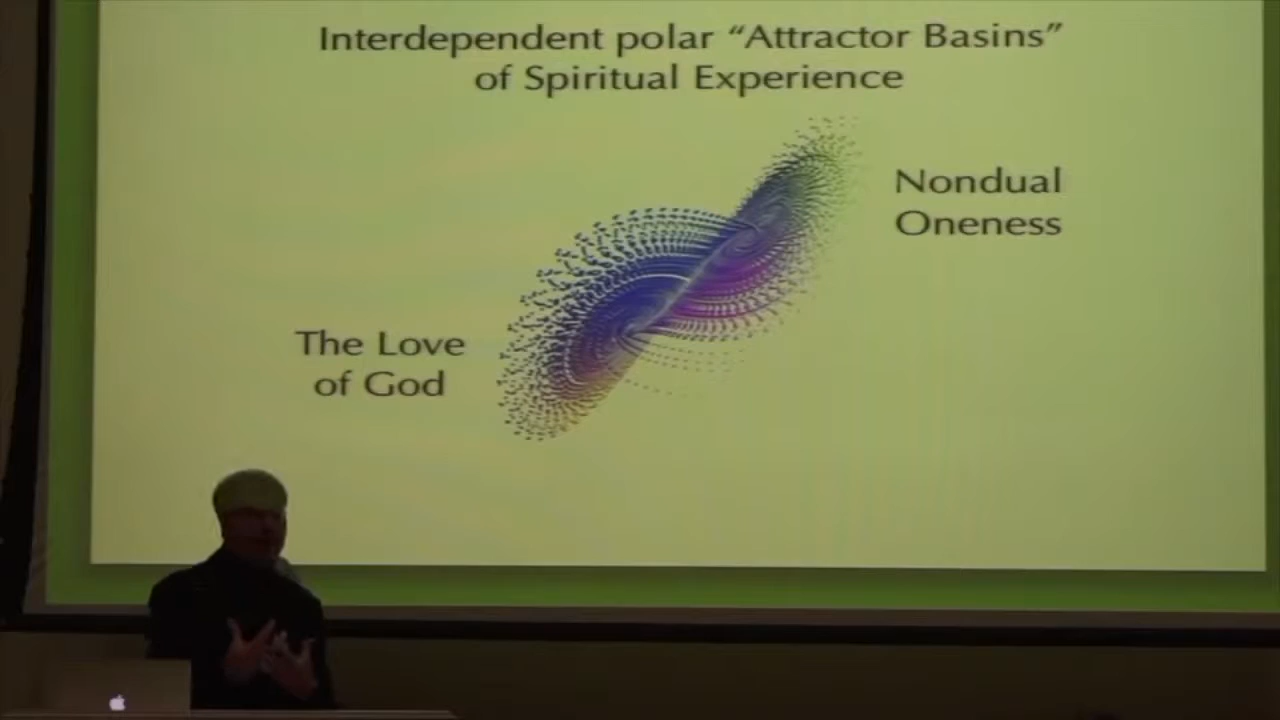 Interdependent polar “Attractor Basins”
of Spiritual Experience
Nondual
Oneness
The Love
of God